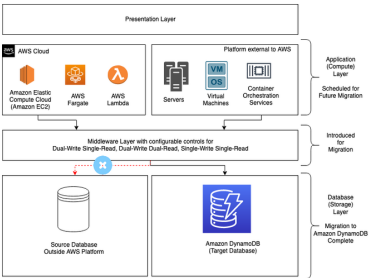 Presentation Layer
aws
AWS Cloud
Platform external to AWS
Amazon Elastic
Compute Cloud
(Amazon EC2)
AWS
Fargate
AWS
Lambda
Servers
VM
OS
Virtual
Machines
Container
Orchestration
Services
Application
(Compute)
Layer
Scheduled for
Future Migration
Middleware Layer with configurable controls for
Dual-Write Single-Read, Dual-Write Dual-Read, Single-Write Single-Read
Introduced
for
Migration
Source Database
Outside AWS Platform
Amazon DynamoDB
(Target Database)
Database
(Storage)
Layer
Migration to
Amazon DynamoDB
Complete